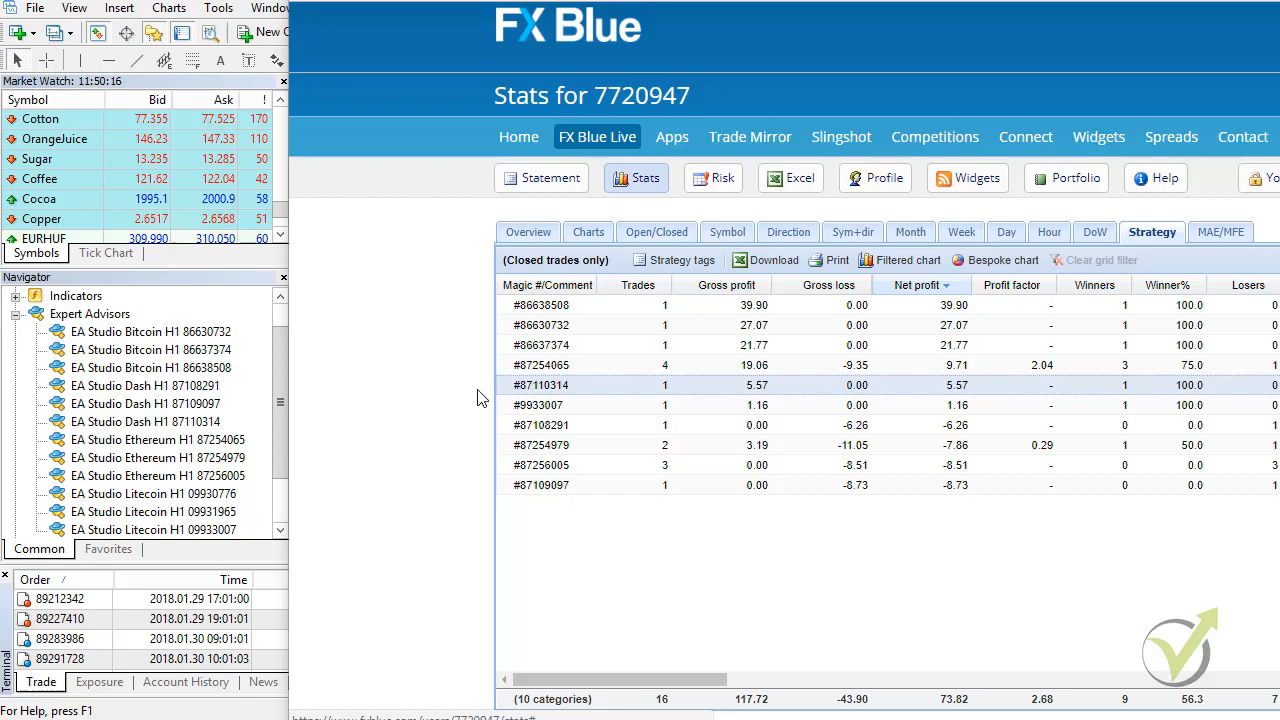 File View Insert Charts Tools Window
New O
Market Watch: 11:50:16
Symbol Bid Ask !
Cotton 77.355 77.525 170
OrangeJuice 146.23 147.33 110
Sugar 13.235 13.285 50
Coffee 121.62 122.04 42
Cocoa 1995.1 2000.9 58
Copper 2.6517 2.6568 51
EURHUF 309.990 310.050 60
Symbols Tick Chart
Navigator
Indicators
Expert Advisors
EA Studio Bitcoin H1 86630732
EA Studio Bitcoin H1 86637374
EA Studio Bitcoin H1 86638508
EA Studio Dash H1 87108291
EA Studio Dash H1 87109097
EA Studio Dash H1 87110314
EA Studio Ethereum H1 87254065
EA Studio Ethereum H1 87254979
EA Studio Ethereum H1 87256005
EA Studio Litecoin H1 09930776
EA Studio Litecoin H1 09931965
EA Studio Litecoin H1 09933007
Common Favorites
Order / Time
89212342 2018.01.29 17:01:00
89227410 2018.01.29 19:01:01
89283986 2018.01.30 09:01:01
89291728 2018.01.30 10:01:03
Terminal
Trade Exposure Account History News
For Help, press F1
FX Blue
Stats for 7720947
Home FX Blue Live Apps Trade Mirror Slingshot Competitions Connect Widgets Spreads Contact
Statement Stats Risk Excel Profile Widgets Portfolio Help Yo
Overview Charts Open/Closed Symbol Direction Sym+dir Month Week Day Hour DoW Strategy MAE/MFE
(Closed trades only) Strategy tags Download Print Filtered chart Bespoke chart Clear grid filter
Magic #/Comment Trades Gross profit Gross loss Net profit Profit factor Winners Winner% Losers
#86638508 1 39.90 0.00 39.90 - 1 100.0 0
#86630732 1 27.07 0.00 27.07 - 1 100.0 0
#86637374 1 21.77 0.00 21.77 - 1 100.0 0
#87254065 4 19.06 -9.35 9.71 2.04 3 75.0 1
#87110314 1 5.57 0.00 5.57 - 1 100.0 0
#9933007 1 1.16 0.00 1.16 - 1 100.0 0
#87108291 1 0.00 -6.26 -6.26 - 0 0.0 1
#87254979 2 3.19 -11.05 -7.86 0.29 1 50.0 1
#87256005 3 0.00 -8.51 -8.51 - 0 0.0 3
#87109097 1 0.00 -8.73 -8.73 - 0 0.0 1
(10 categories) 16 117.72 -43.90 73.82 2.68 9 56.3 7